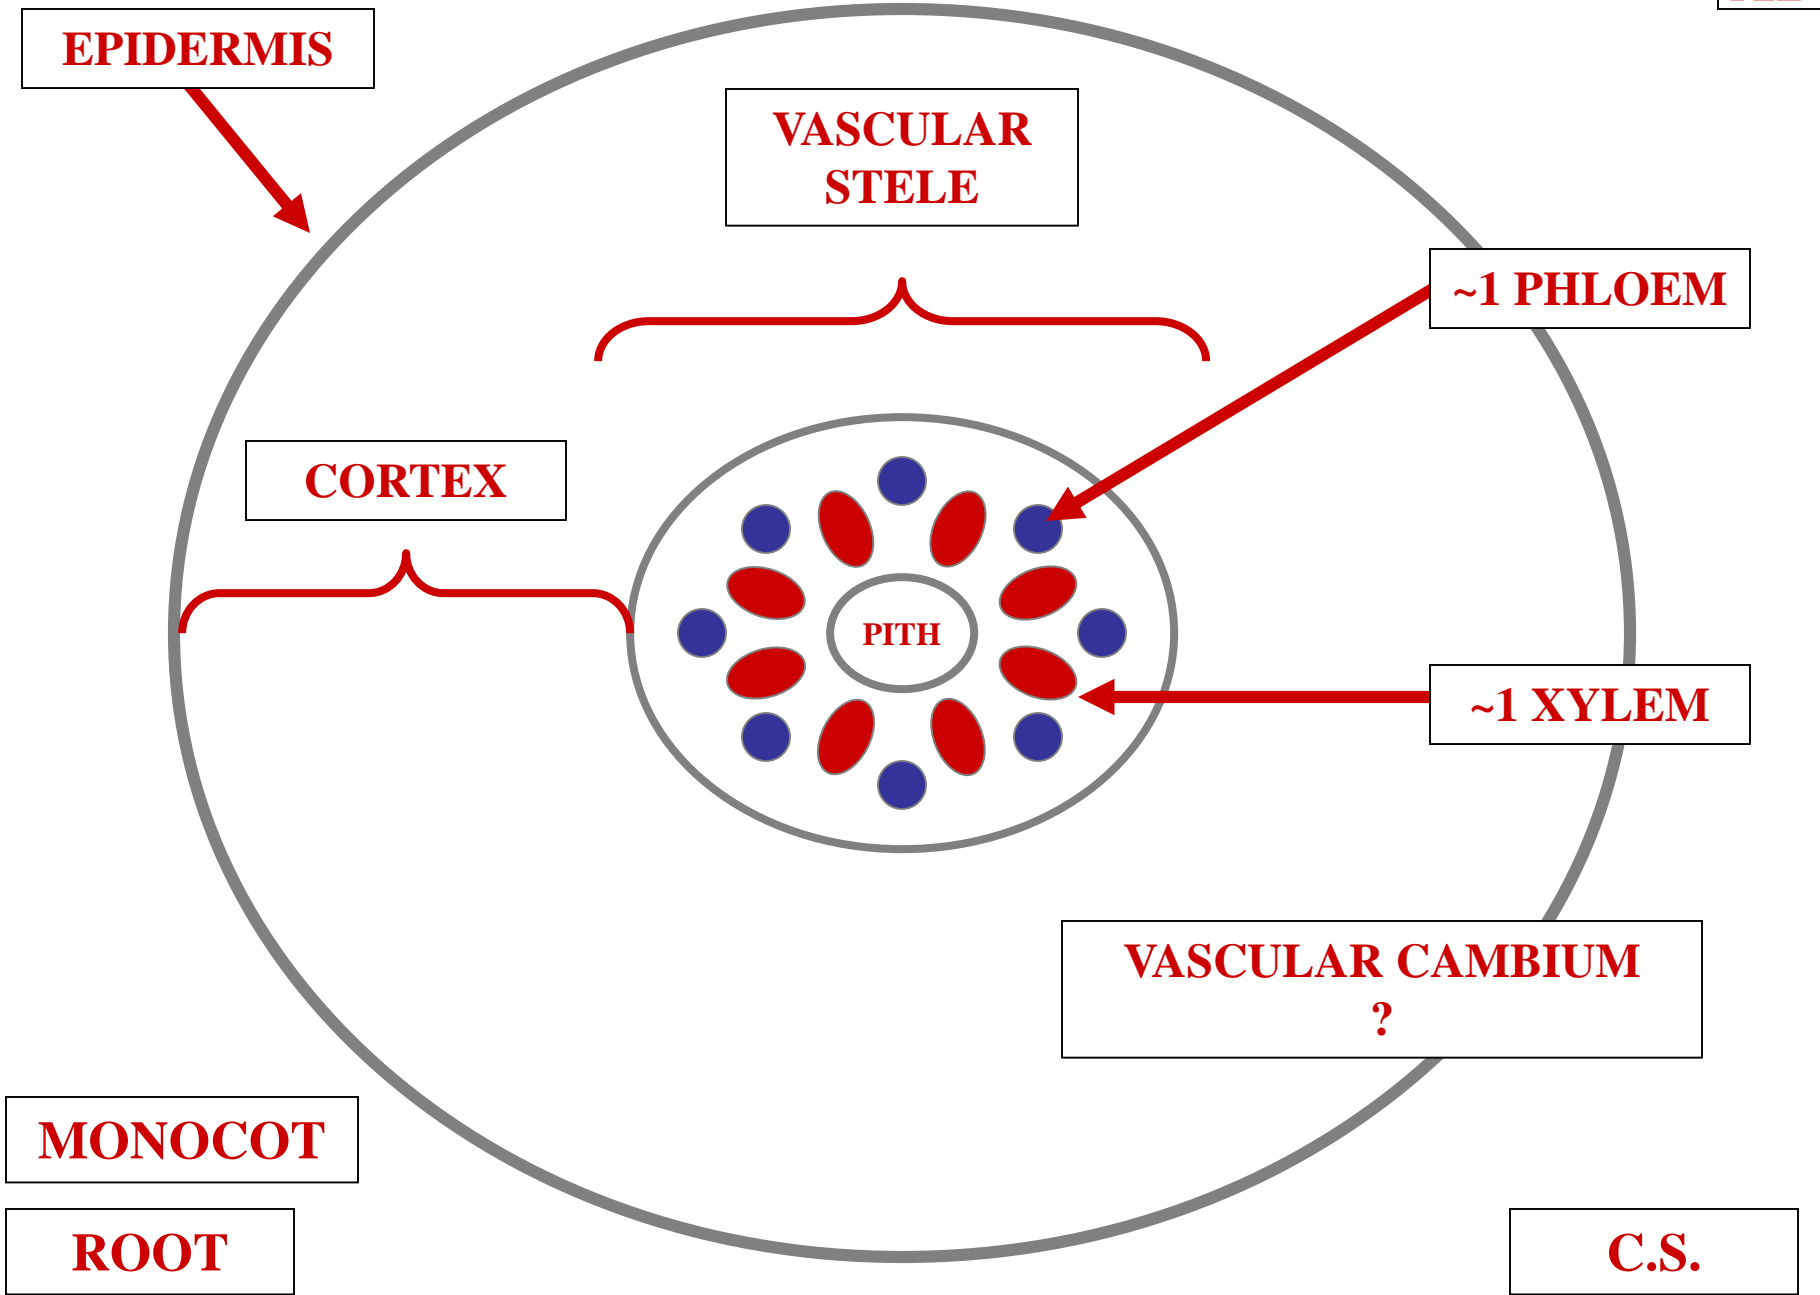 EPIDERMIS
VASCULAR
STELE
~1 PHLOEM
CORTEX
PITH
~1 XYLEM
VASCULAR CAMBIUM
?
MONOCOT
ROOT
C.S.